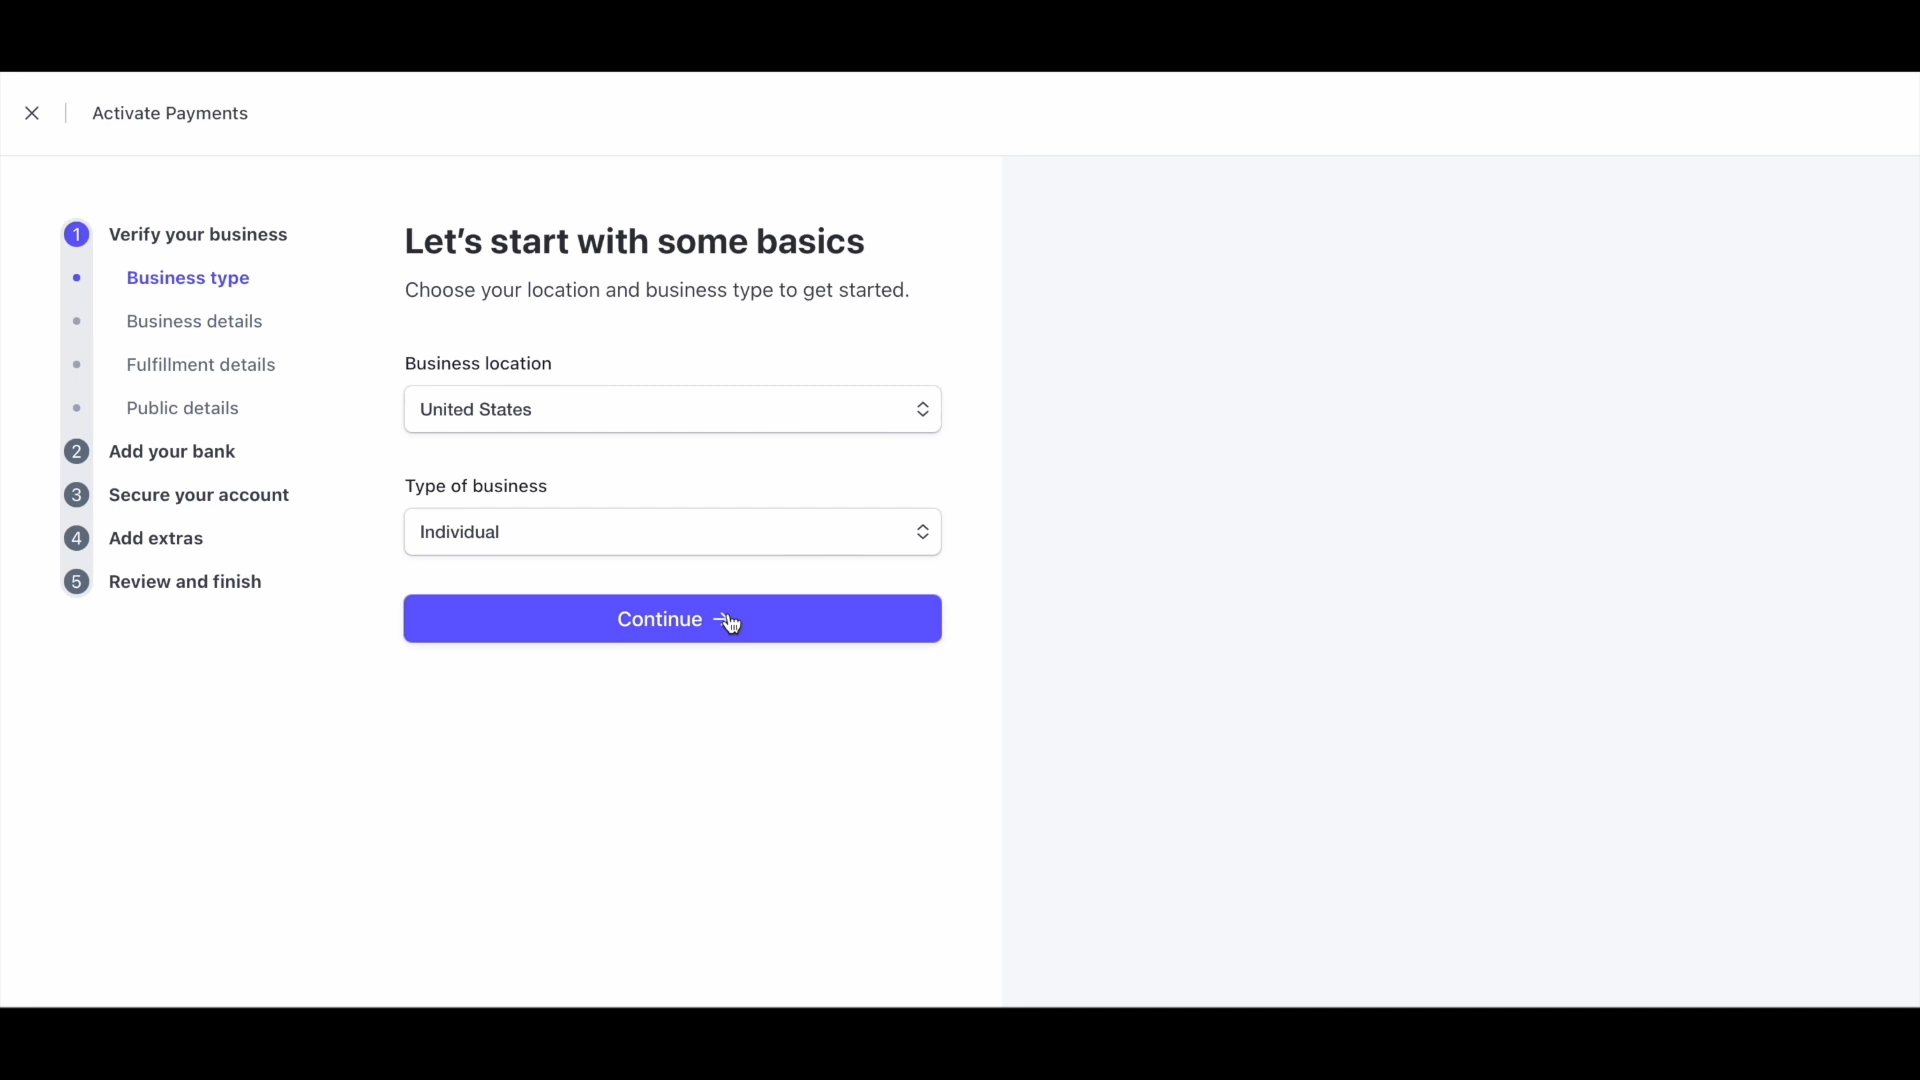 Activate Payments
1 Verify your business
Business type
Business details
Fulfillment details
Public details
2 Add your bank
3 Secure your account
4 Add extras
5 Review and finish
Let’s start with some basics
Choose your location and business type to get started.
Business location
United States
Type of business
Individual
Continue